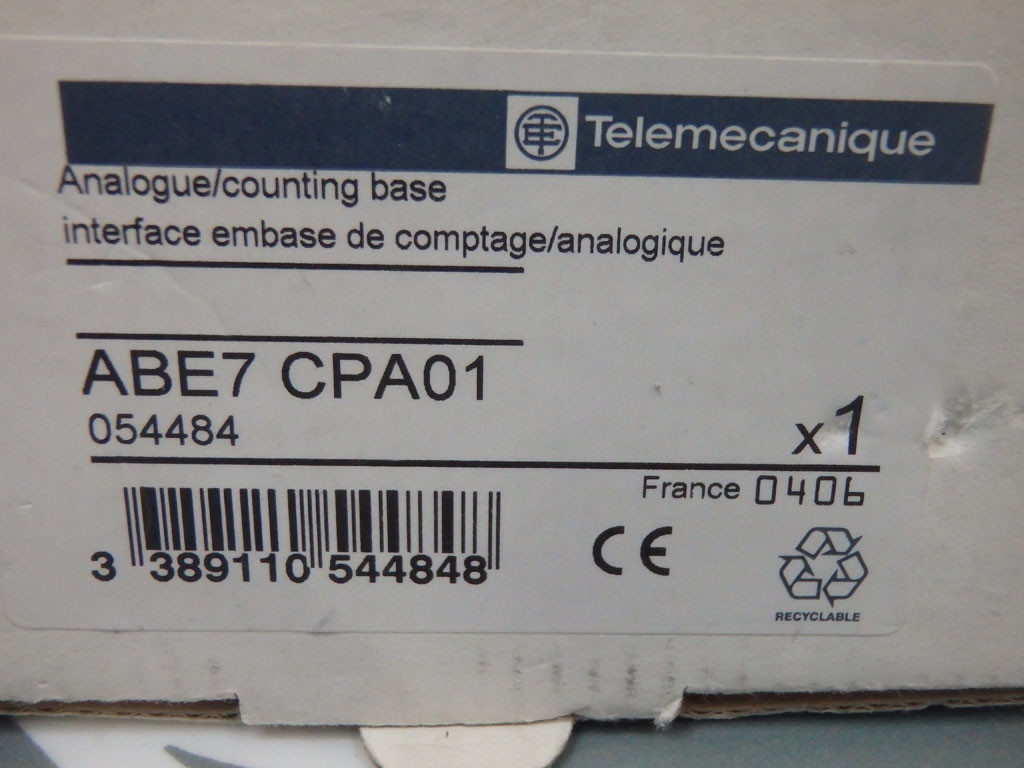 Telemecanique
Analogue/counting base
interface embase de comptage/analogique
ABE7 CPA01
054484
x1
France 0406
3 389110 544848
CE
RECYCLABLE